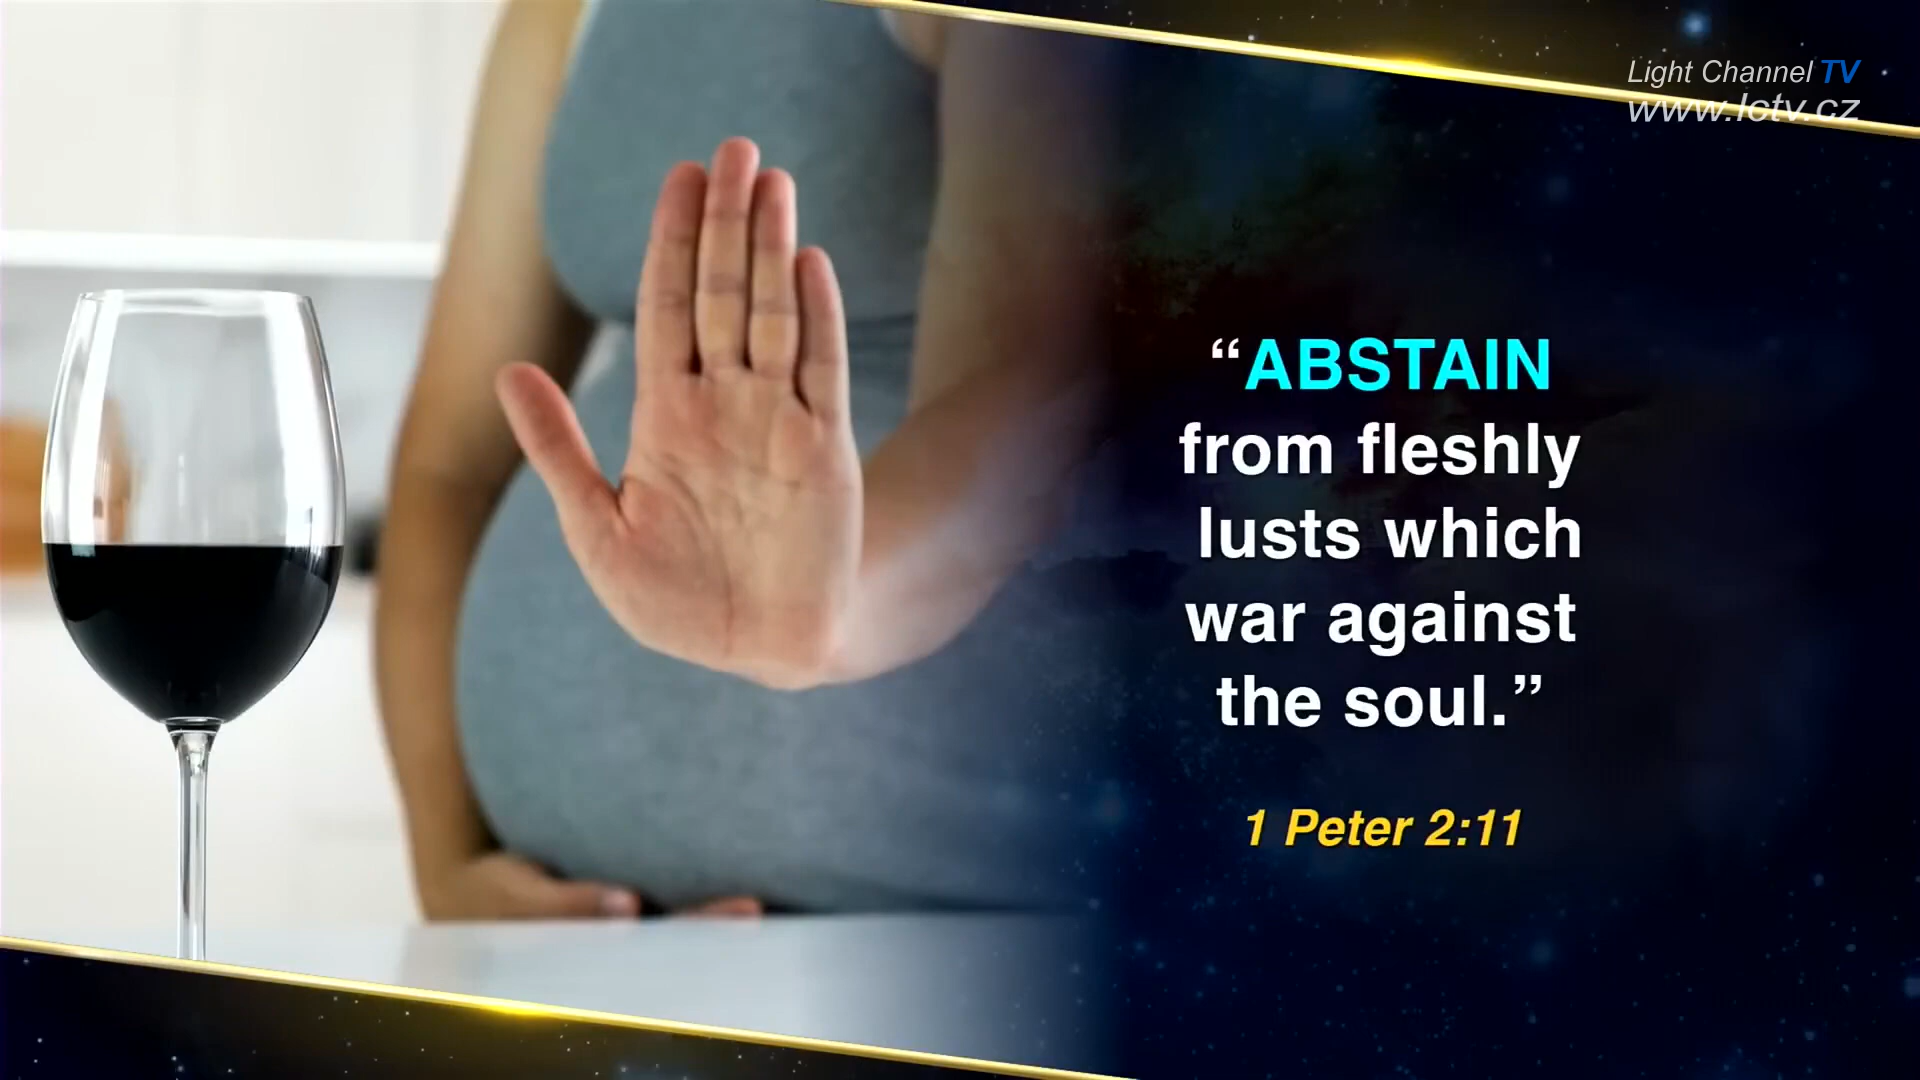 Light Channel TV
www.lctv.cz
“ABSTAIN
from fleshly
lusts which
war against
the soul.”
1 Peter 2:11